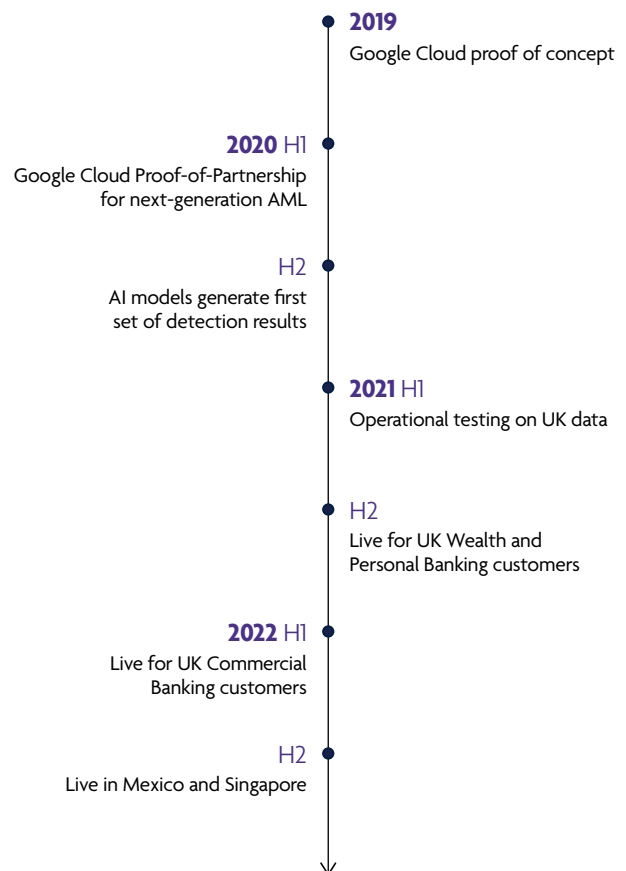 2019
Google Cloud proof of concept
2020 H1
Google Cloud Proof-of-Partnership
for next-generation AML
H2
AI models generate first
set of detection results
2021 H1
Operational testing on UK data
H2
Live for UK Wealth and
Personal Banking customers
2022 H1
Live for UK Commercial
Banking customers
H2
Live in Mexico and Singapore